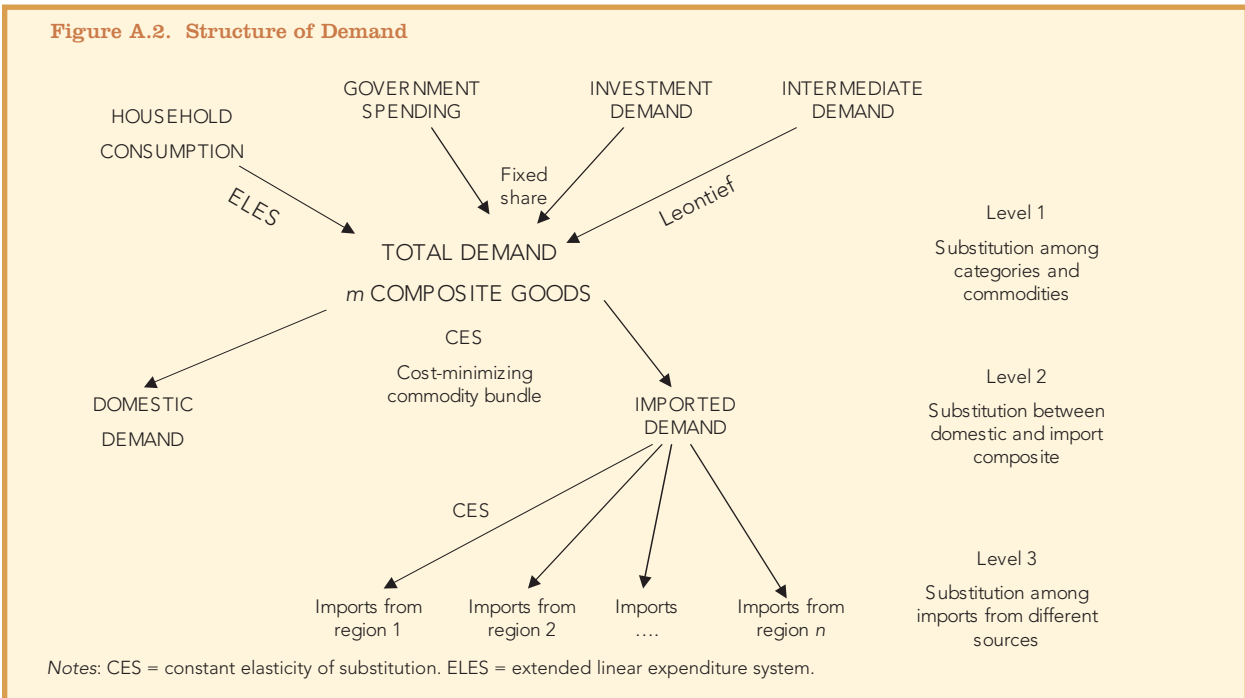 Figure A.2. Structure of Demand
HOUSEHOLD
CONSUMPTION
GOVERNMENT
SPENDING
INVESTMENT
DEMAND
INTERMEDIATE
DEMAND
ELES
Fixed
share
Leontief
TOTAL DEMAND
m COMPOSITE GOODS
Level 1
Substitution among
categories and
commodities
CES
Cost-minimizing
commodity bundle
DOMESTIC
DEMAND
IMPORTED
DEMAND
Level 2
Substitution between
domestic and import
composite
CES
Imports from
region 1
Imports from
region 2
Imports
....
Imports from
region n
Level 3
Substitution among
imports from different
sources
Notes: CES = constant elasticity of substitution. ELES = extended linear expenditure system.